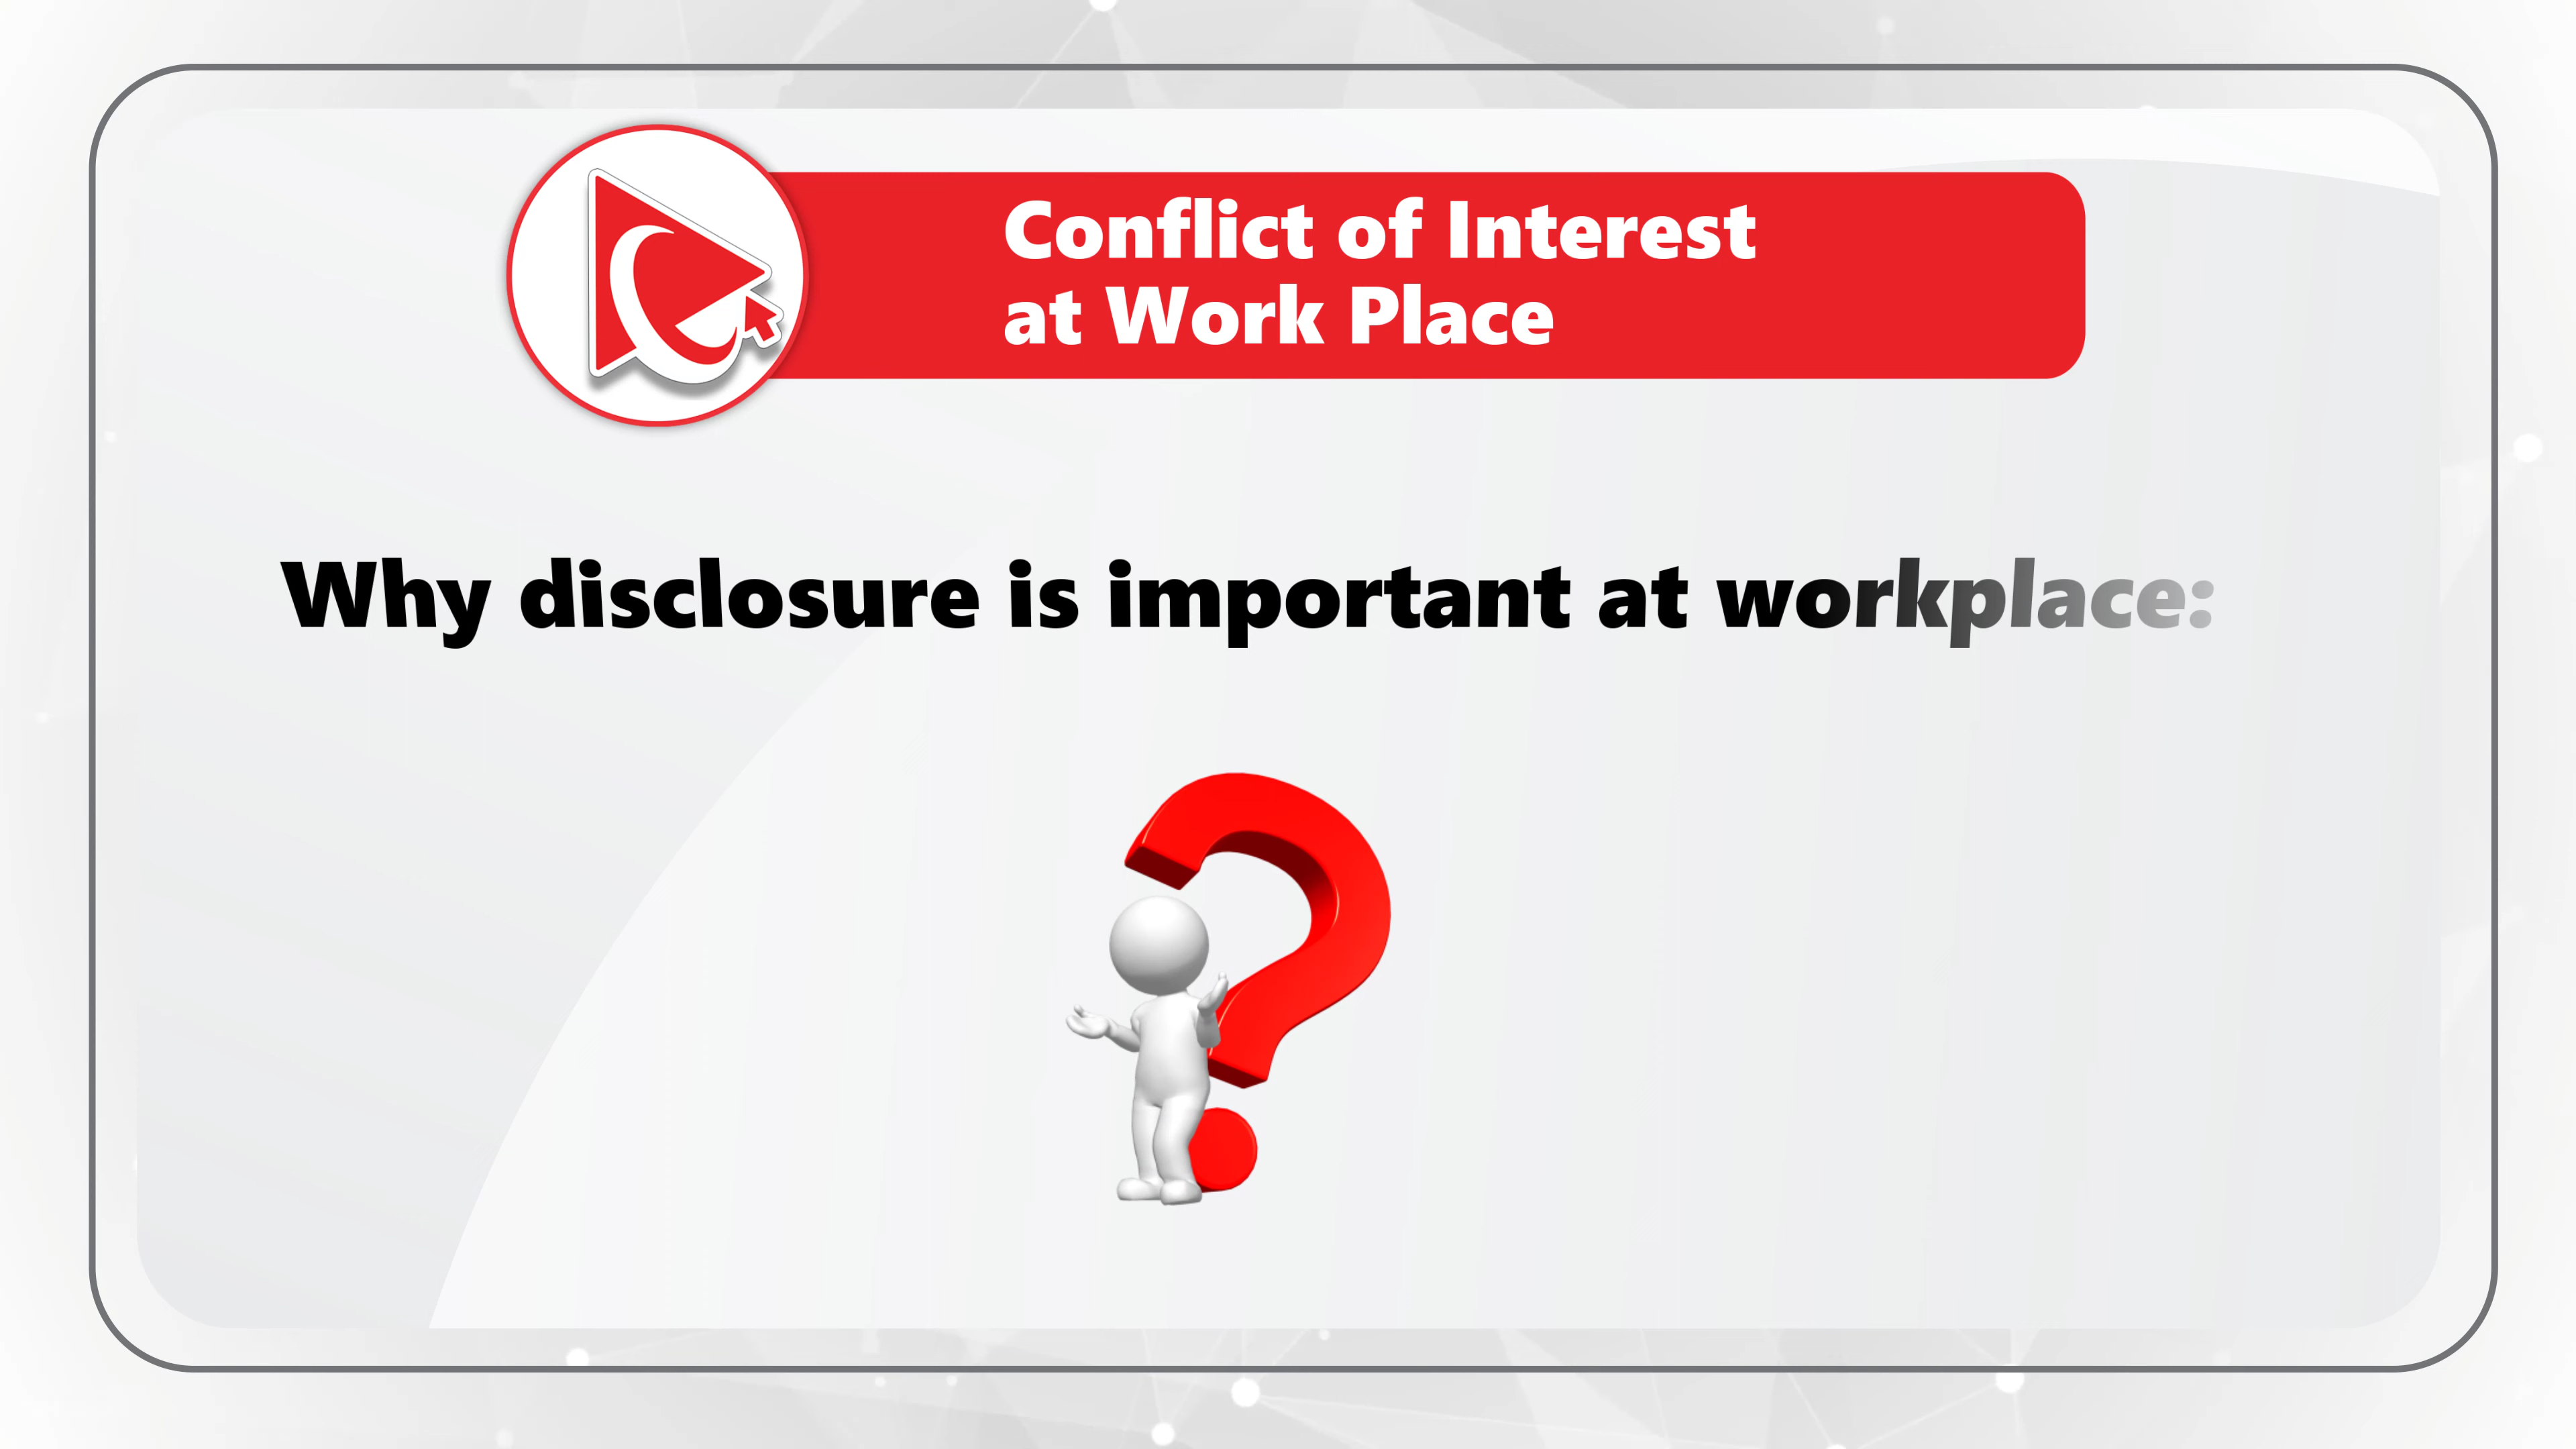 Conflict of Interest
at Work Place
Why disclosure is important at workplace: